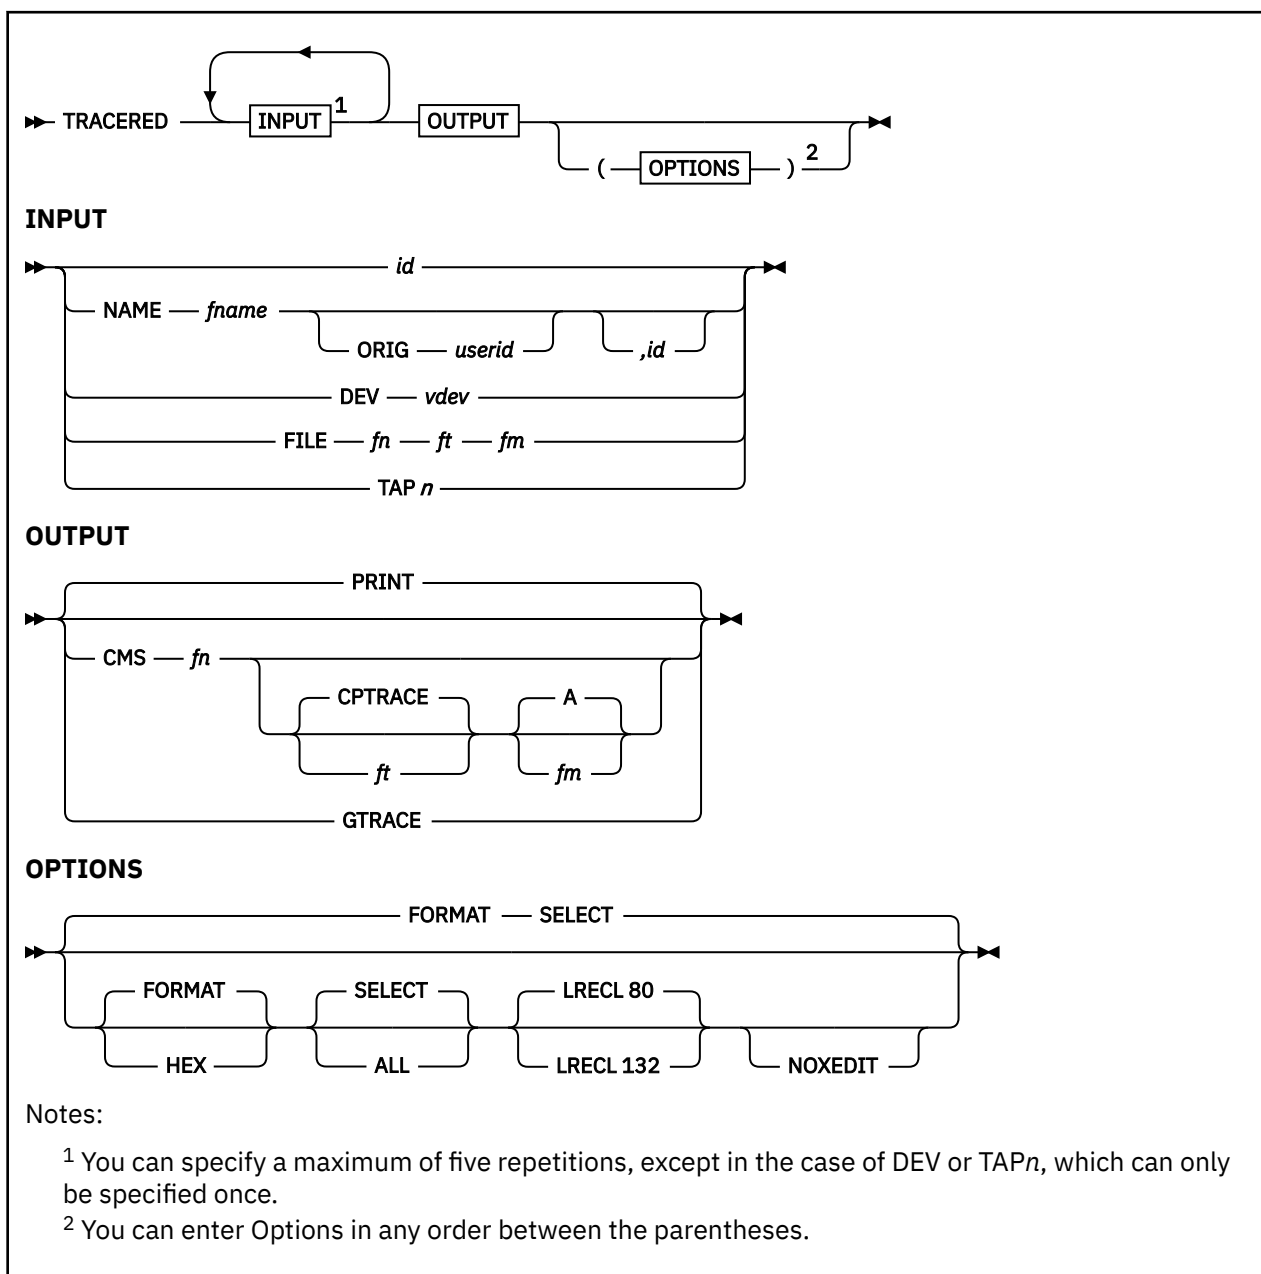 TRACERED INPUT 1 OUTPUT
( OPTIONS ) 2
INPUT
id
NAME fname
ORIG userid ,id
DEV vdev
FILE fn ft fm
TAP n
OUTPUT
PRINT
CMS fn
CPTRACE A
ft fm
GTRACE
OPTIONS
FORMAT SELECT
FORMAT SELECT LRECL 80
HEX ALL LRECL 132 NOXEDIT
Notes:
1 You can specify a maximum of five repetitions, except in the case of DEV or TAPn, which can only
be specified once.
2 You can enter Options in any order between the parentheses.